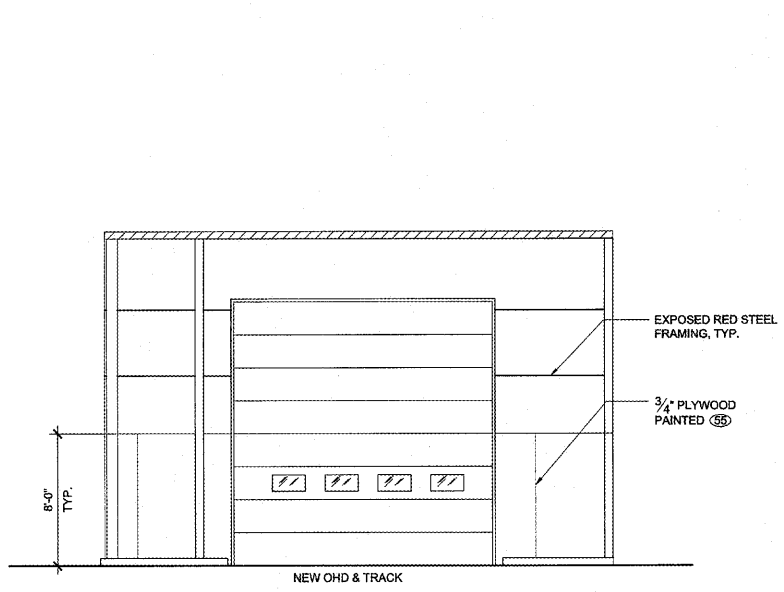 EXPOSED RED STEEL
FRAMING, TYP.
3/4" PLYWOOD
PAINTED 55
8'-0"
TYP.
NEW OHD & TRACK